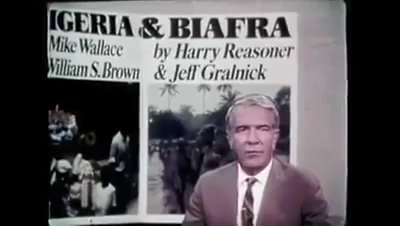 IGERIA & BIAFRA
Mike Wallace
William S. Brown
by Harry Reasoner
& Jeff Gralnick